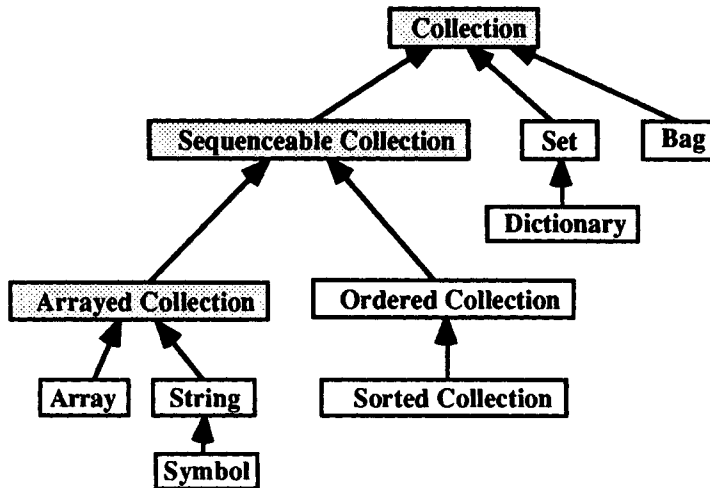 Collection
Sequenceable Collection
Set
Bag
Dictionary
Arrayed Collection
Ordered Collection
Array
String
Sorted Collection
Symbol